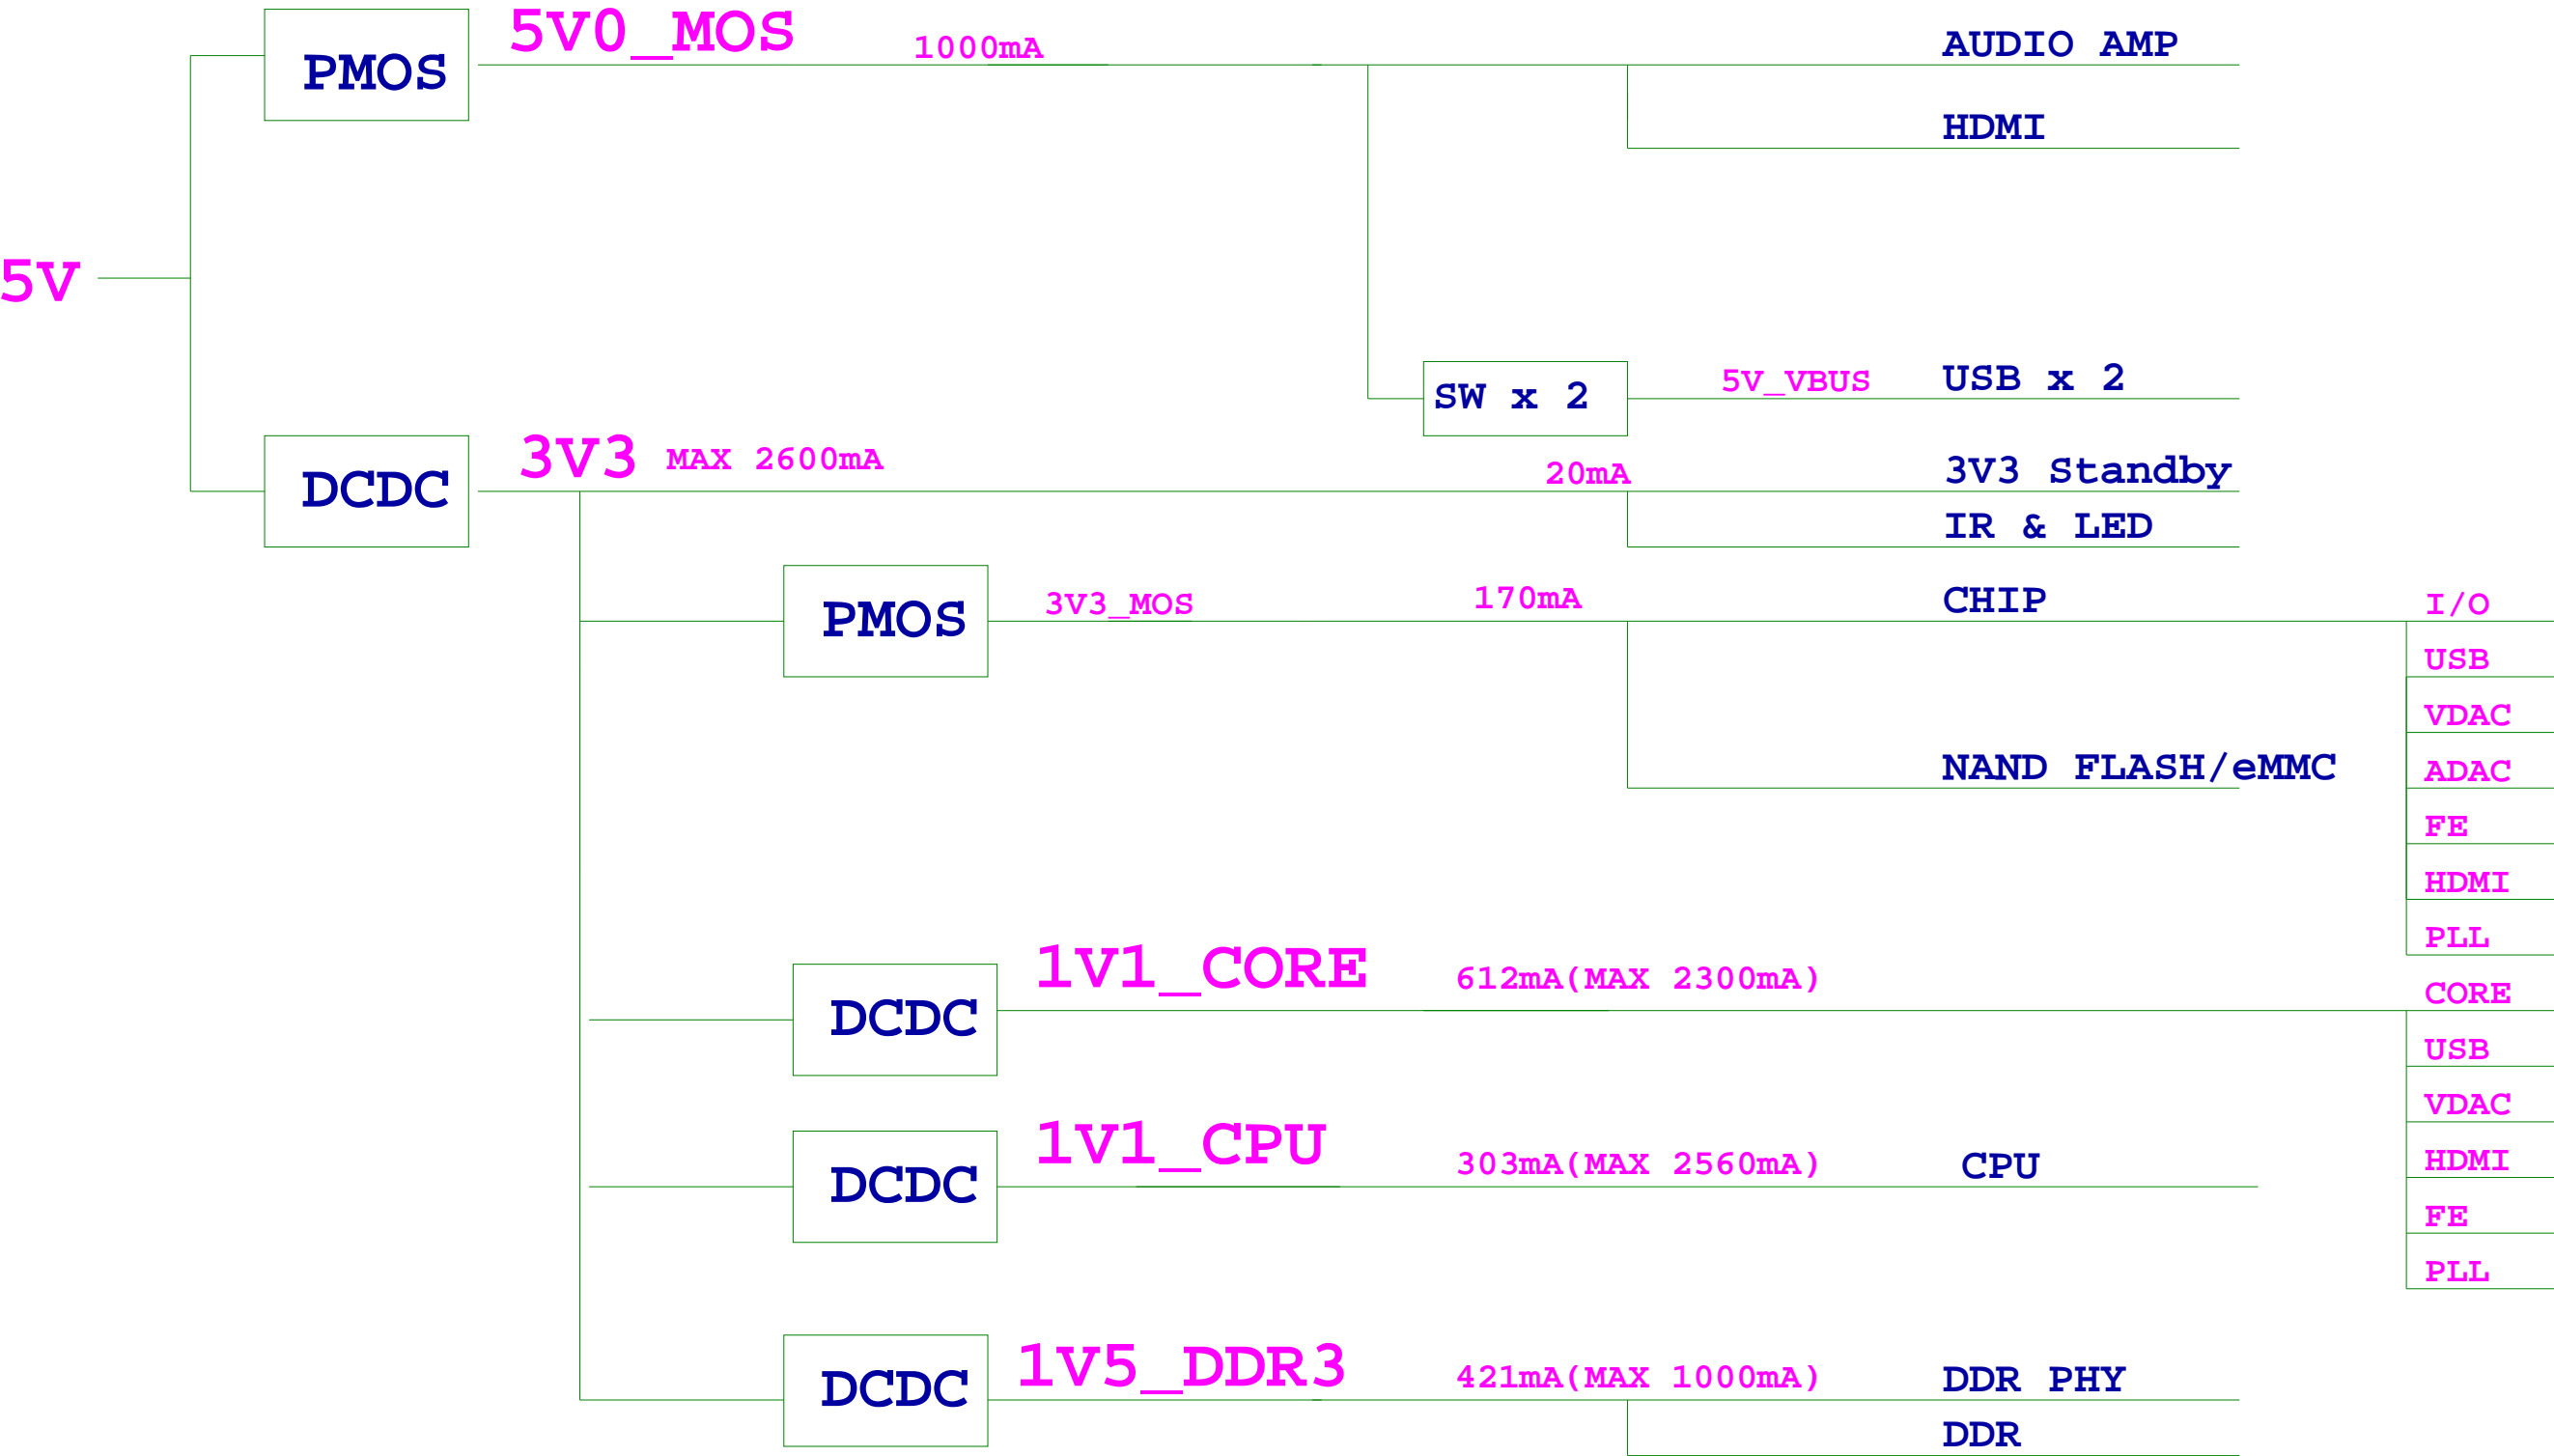 5V0_MOS
1000mA
AUDIO AMP
PMOS
HDMI
5V
SW x 2
5V_VBUS
USB x 2
DCDC
3V3
MAX 2600mA
20mA
3V3 Standby
IR & LED
PMOS
3V3_MOS
170mA
CHIP
I/O
USB
VDAC
NAND FLASH/eMMC
ADAC
FE
HDMI
PLL
1V1_CORE
612mA(MAX 2300mA)
CORE
DCDC
USB
VDAC
1V1_CPU
303mA(MAX 2560mA)
CPU
HDMI
DCDC
FE
PLL
1V5_DDR3
421mA(MAX 1000mA)
DDR PHY
DCDC
DDR